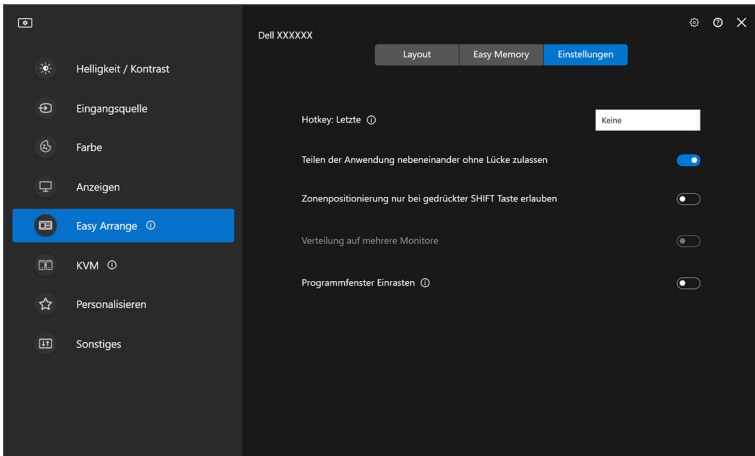 Dell XXXXXX
Layout
Easy Memory
Einstellungen
Helligkeit / Kontrast
Eingangsquelle
Farbe
Anzeigen
Easy Arrange
KVM
Personalisieren
Sonstiges
Hotkey: Letzte
Keine
Teilen der Anwendung nebeneinander ohne Lücke zulassen
Zonenpositionierung nur bei gedrückter SHIFT Taste erlauben
Verteilung auf mehrere Monitore
Programmfenster Einrasten